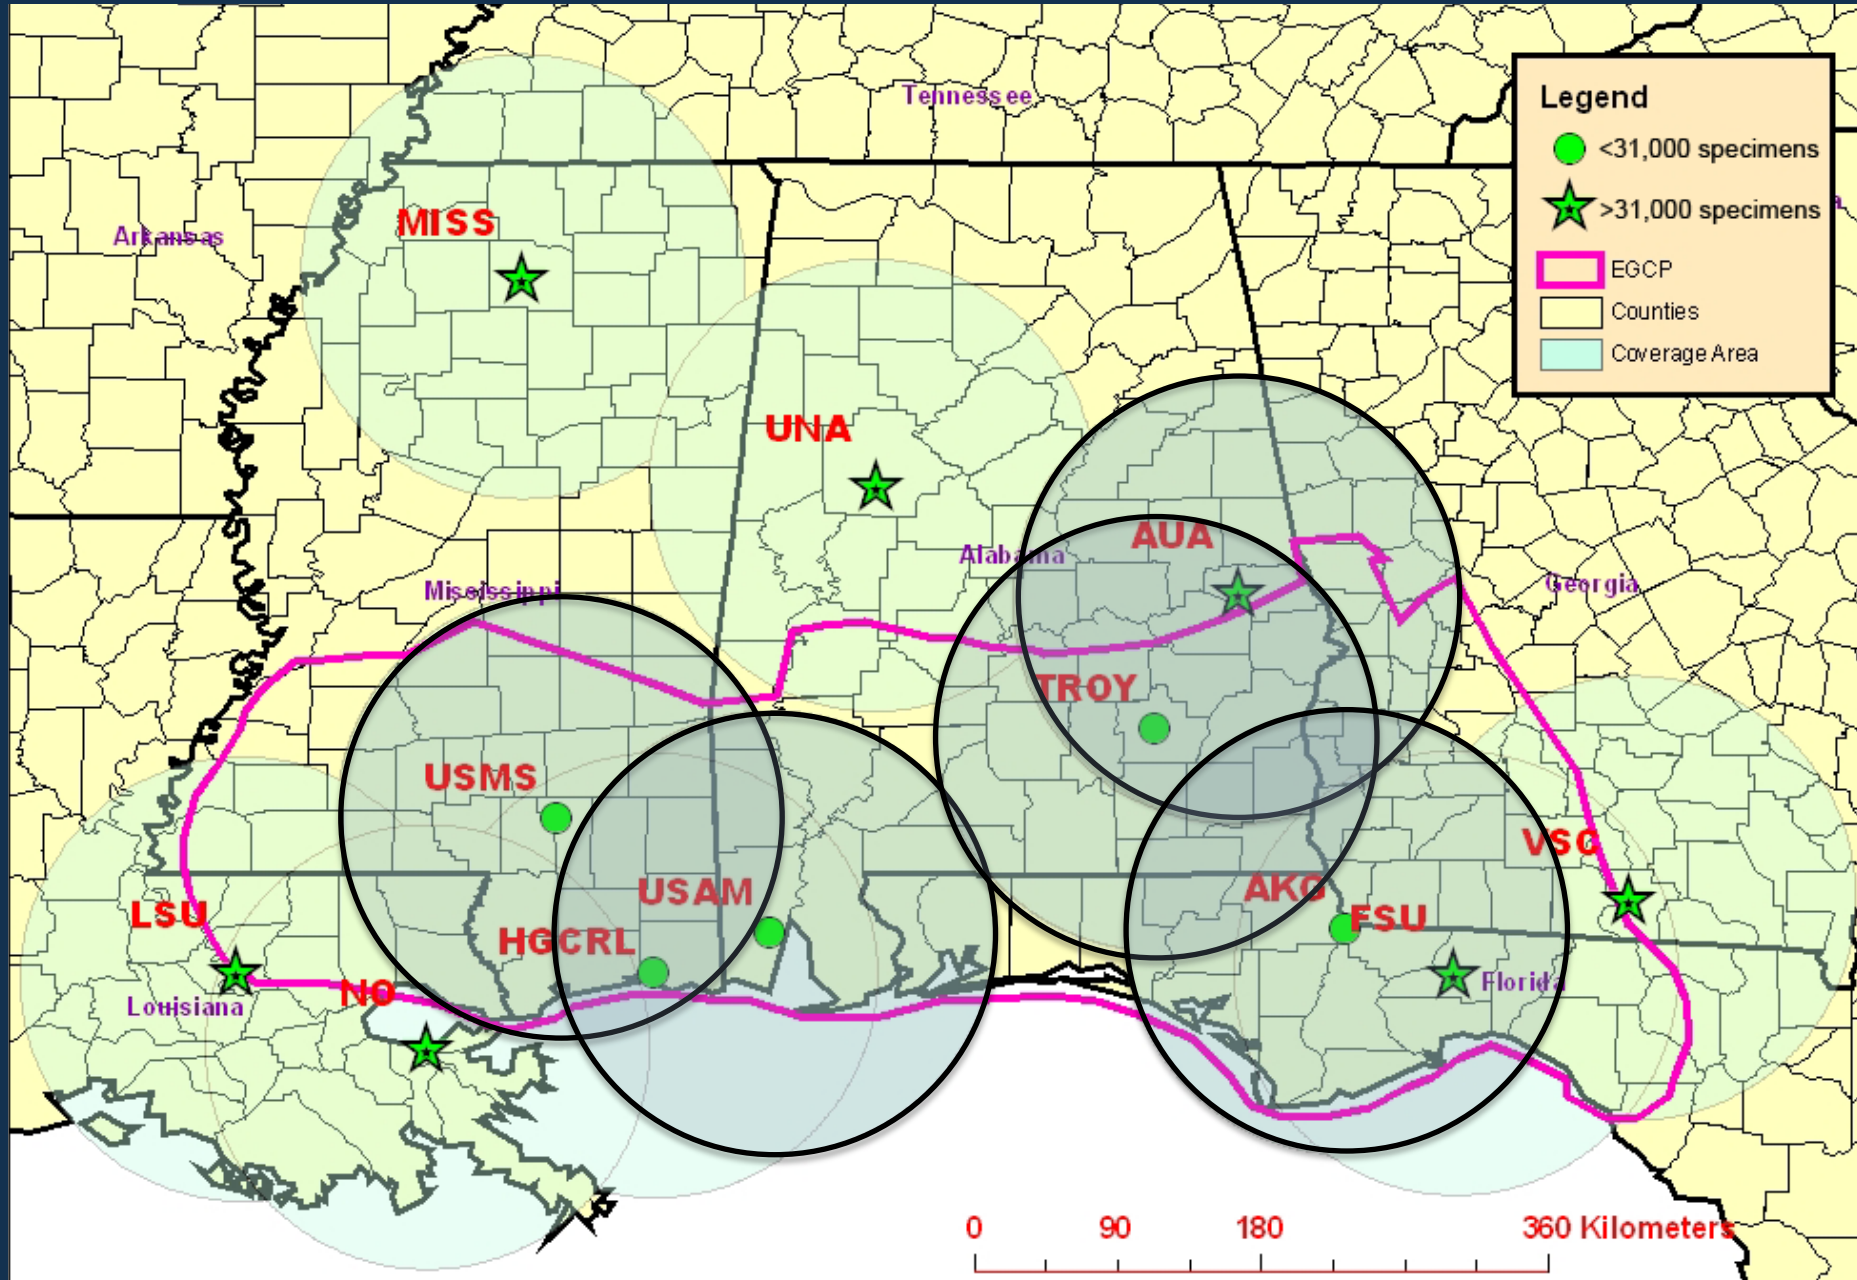 Tennessee
Legend
<31,000 specimens
>31,000 specimens
EGCP
Counties
Coverage Area
a
Arkansas
MISS
UNA
AUA
Alabama
Georgia
Mississippi
TROY
USMS
VSC
USAM
AKG
LSU
FSU
HGCRL
Florida
NO
Louisiana
0 90 180 360 Kilometers